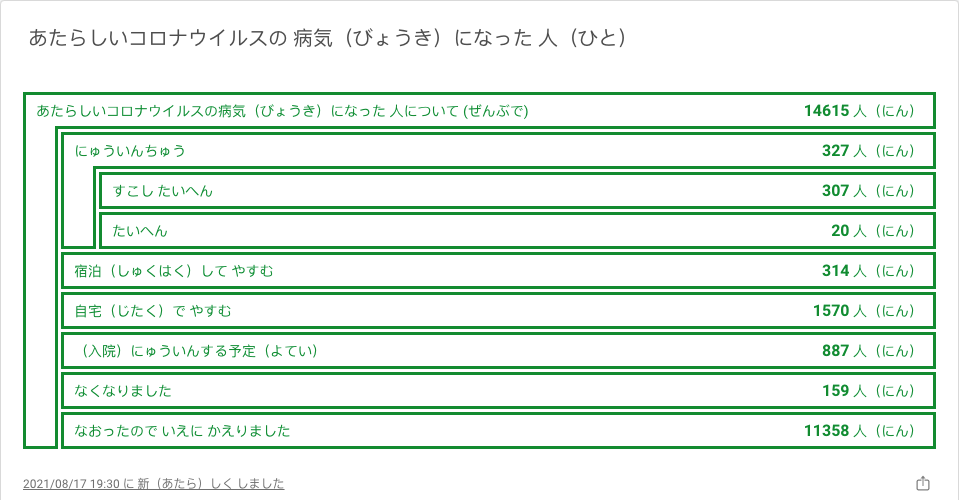 あたらしいコロナウイルスの 病気（びょうき）になった 人（ひと）
あたらしいコロナウイルスの病気（びょうき）になった 人について (ぜんぶで) 14615 人（にん）
にゅういんちゅう 327 人（にん）
すこし たいへん 307 人（にん）
たいへん 20 人（にん）
宿泊（しゅくはく）して やすむ 314 人（にん）
自宅（じたく）で やすむ 1570 人（にん）
（入院）にゅういんする予定（よてい） 887 人（にん）
なくなりました 159 人（にん）
なおったので いえに かえりました 11358 人（にん）
2021/08/17 19:30 に 新（あたら）しく しました